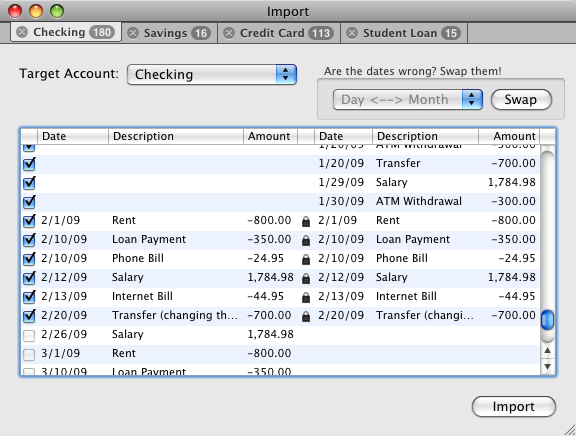 Import
Checking 180 Savings 16 Credit Card 113 Student Loan 15
Target Account: Checking
Are the dates wrong? Swap them!
Day <--> Month Swap
Date Description Amount Date Description Amount
1/20/09 ATM Withdrawal -300.00
1/20/09 Transfer -700.00
1/29/09 Salary 1,784.98
1/30/09 ATM Withdrawal -300.00
2/1/09 Rent -800.00 2/1/09 Rent -800.00
2/10/09 Loan Payment -350.00 2/10/09 Loan Payment -350.00
2/10/09 Phone Bill -24.95 2/10/09 Phone Bill -24.95
2/12/09 Salary 1,784.98 2/12/09 Salary 1,784.98
2/13/09 Internet Bill -44.95 2/13/09 Internet Bill -44.95
2/20/09 Transfer (changing th... -700.00 2/20/09 Transfer (changi... -700.00
2/26/09 Salary 1,784.98
3/1/09 Rent -800.00
3/10/09 Loan Payment -350.00
Import